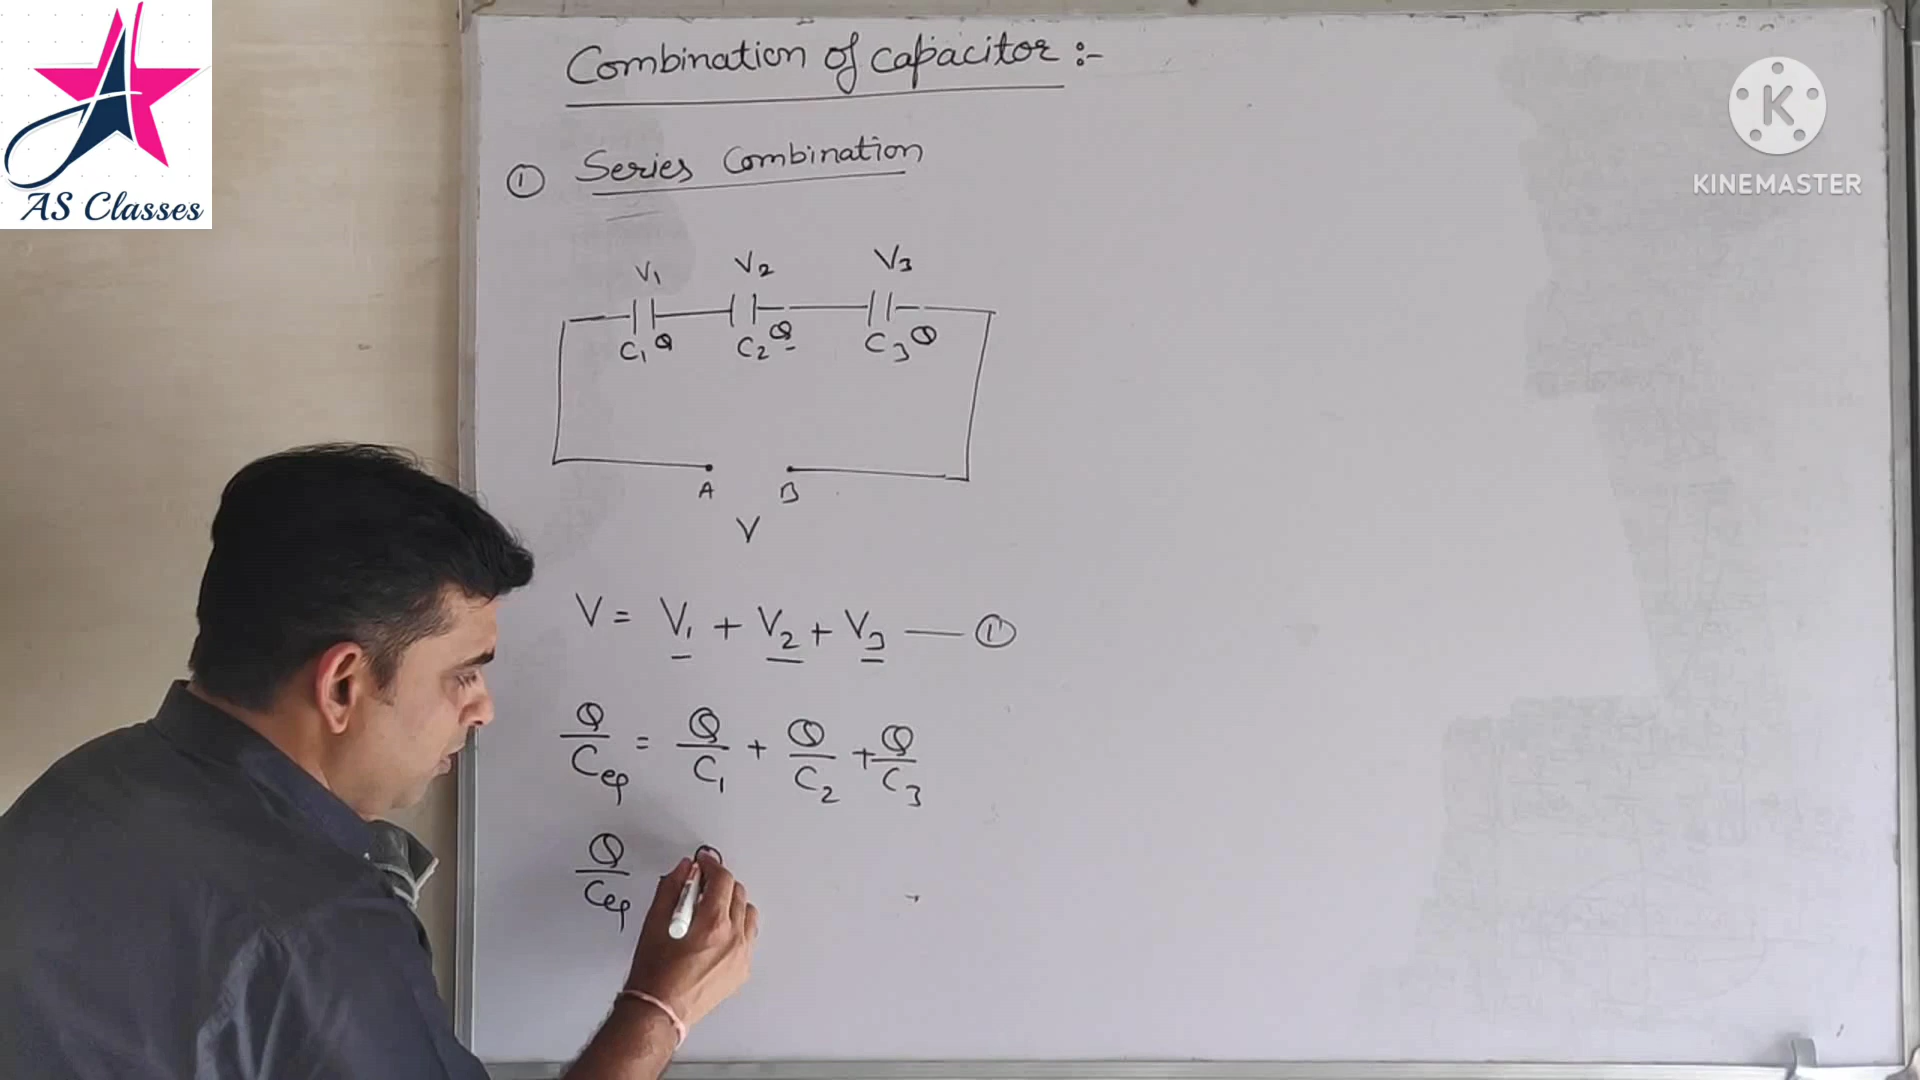 AS Classes
KINEMASTER
Combination of capacitor :-
① Series Combination
V₁ V₂ V₃
C₁ Q C₂ Q C₃ Q
A B
V
V = V₁ + V₂ + V₃ — ①
Q/Ceq = Q/C₁ + Q/C₂ + Q/C₃
Q/Ceq